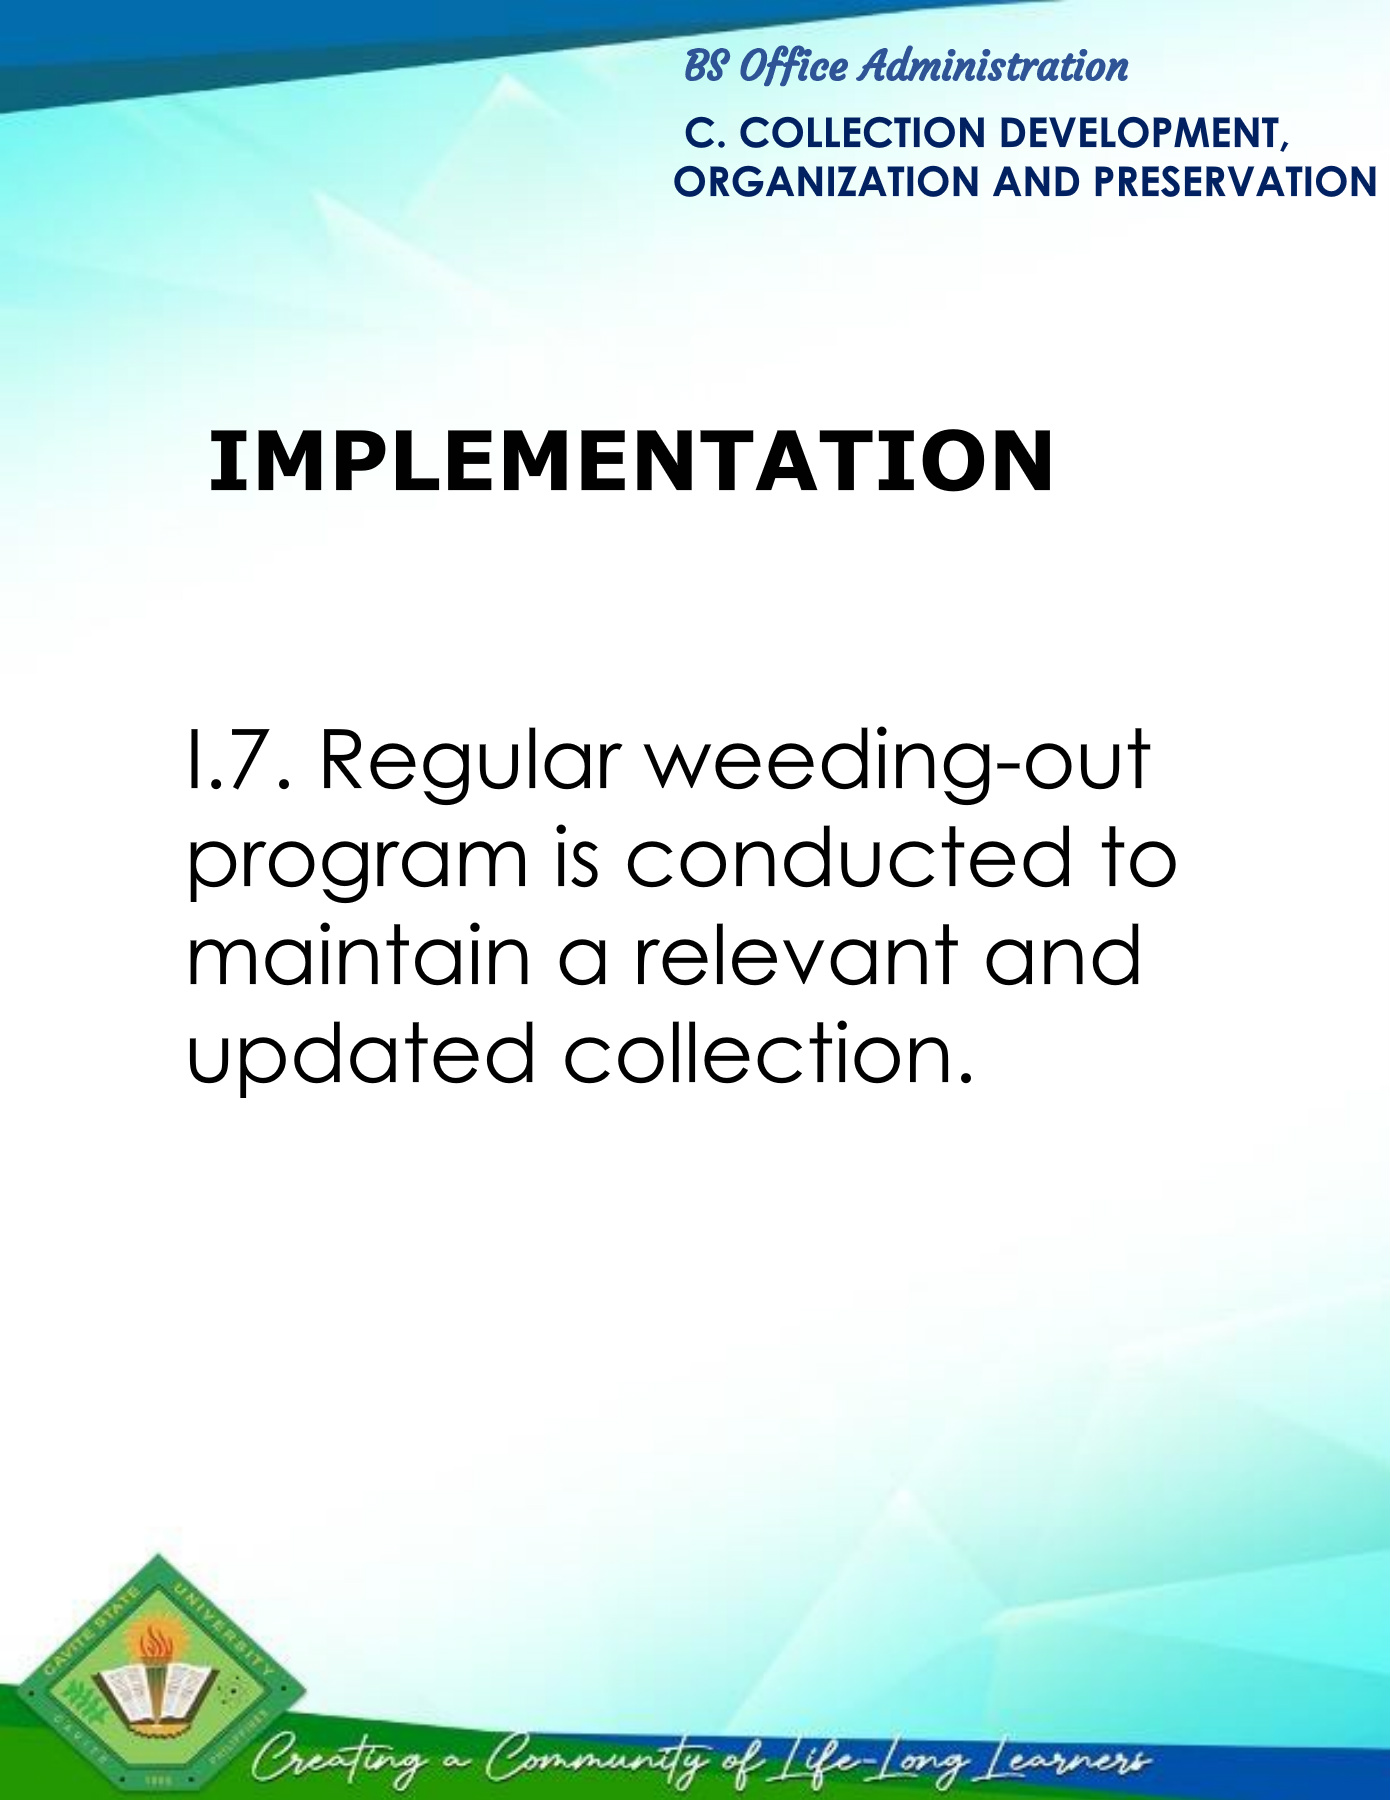 BS Office Administration
C. COLLECTION DEVELOPMENT,
ORGANIZATION AND PRESERVATION
IMPLEMENTATION
I.7. Regular weeding-out
program is conducted to
maintain a relevant and
updated collection.
CAVITE STATE UNIVERSITY
CAVITE
PHILIPPINES
Creating a Community of Life-Long Learners